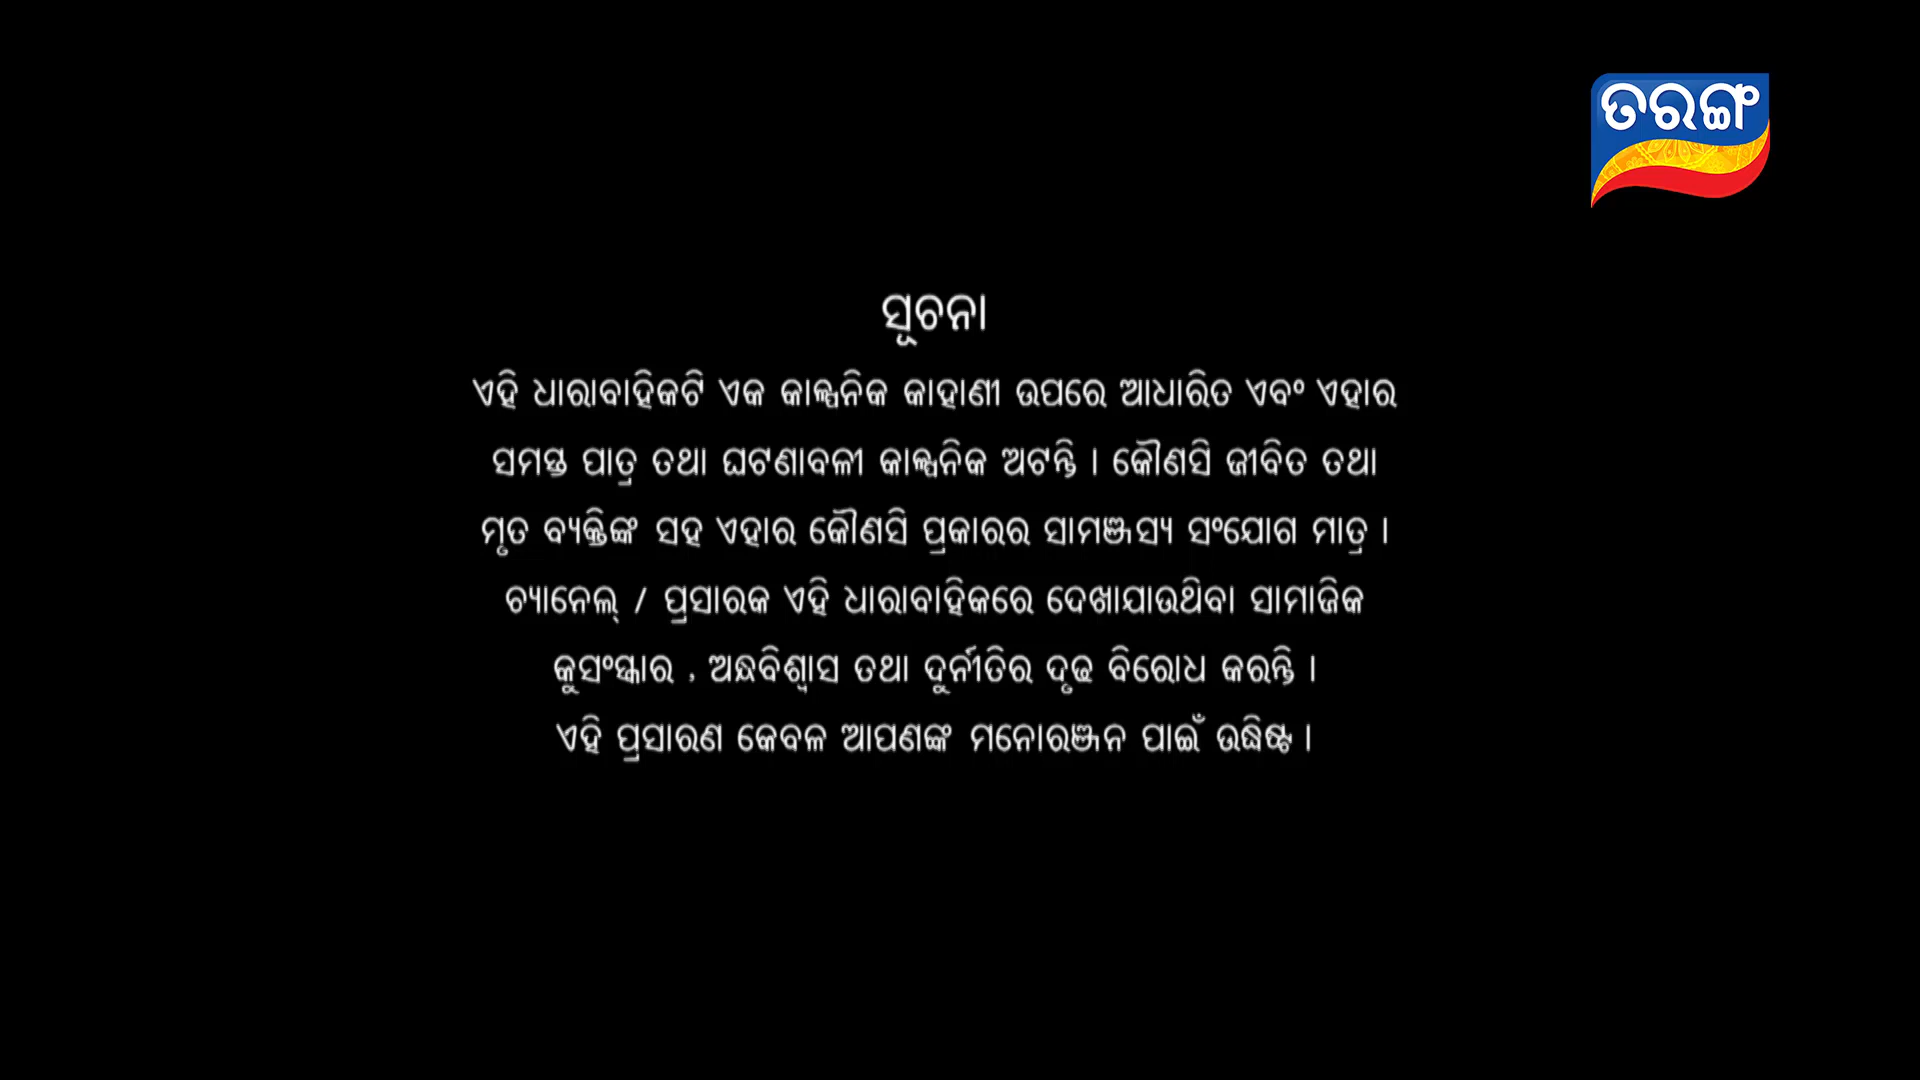 ତରଙ୍ଗ
ସୂଚନା
ଏହି ଧାରାବାହିକଟି ଏକ କାଳ୍ପନିକ କାହାଣୀ ଉପରେ ଆଧାରିତ ଏବଂ ଏହାର
ସମସ୍ତ ପାତ୍ର ତଥା ଘଟଣାବଳୀ କାଳ୍ପନିକ ଅଟନ୍ତି । କୌଣସି ଜୀବିତ ତଥା
ମୃତ ବ୍ୟକ୍ତିଙ୍କ ସହ ଏହାର କୌଣସି ପ୍ରକାରର ସାମଞ୍ଜସ୍ୟ ସଂଯୋଗ ମାତ୍ର ।
ଚ୍ୟାନେଲ୍ / ପ୍ରସାରକ ଏହି ଧାରାବାହିକରେ ଦେଖାଯାଉଥିବା ସାମାଜିକ
କୁସଂସ୍କାର , ଅନ୍ଧବିଶ୍ୱାସ ତଥା ଦୁର୍ନୀତିର ଦୃଢ ବିରୋଧ କରନ୍ତି ।
ଏହି ପ୍ରସାରଣ କେବଳ ଆପଣଙ୍କ ମନୋରଞ୍ଜନ ପାଇଁ ଉଦ୍ଧିଷ୍ଟ ।